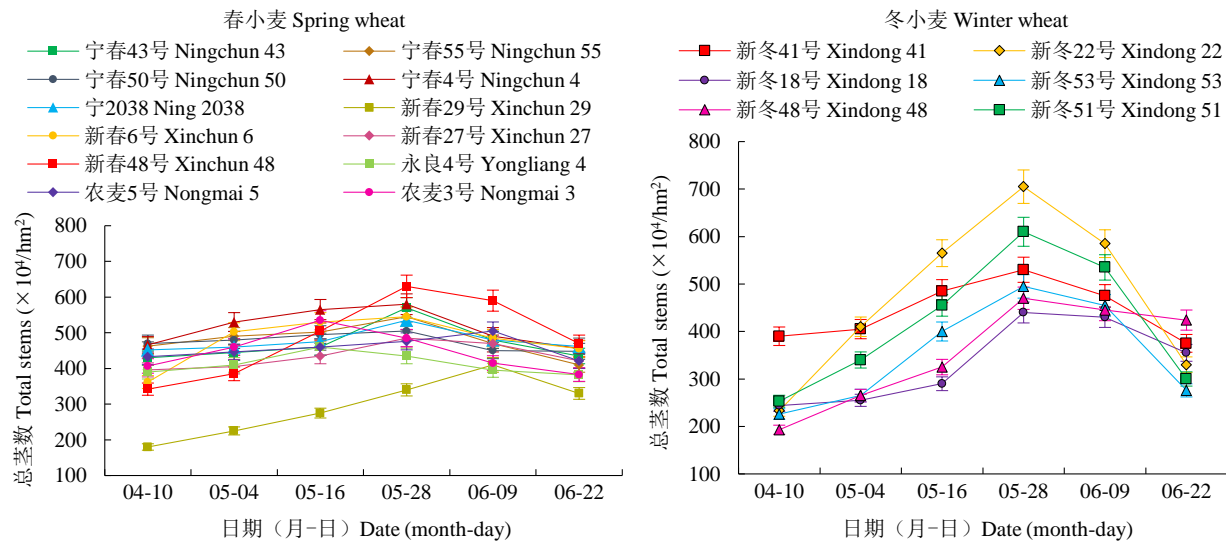 春小麦 Spring wheat
宁春43号 Ningchun 43
宁春55号 Ningchun 55
宁春50号 Ningchun 50
宁春4号 Ningchun 4
宁2038 Ning 2038
新春29号 Xinchun 29
新春6号 Xinchun 6
新春27号 Xinchun 27
新春48号 Xinchun 48
永良4号 Yongliang 4
农麦5号 Nongmai 5
农麦3号 Nongmai 3
总茎数 Total stems (×10⁴/hm²)
800
700
600
500
400
300
200
100
04-10 05-04 05-16 05-28 06-09 06-22
日期（月-日）Date (month-day)
冬小麦 Winter wheat
新冬41号 Xindong 41
新冬22号 Xindong 22
新冬18号 Xindong 18
新冬53号 Xindong 53
新冬48号 Xindong 48
新冬51号 Xindong 51
总茎数 Total stems (×10⁴/hm²)
800
700
600
500
400
300
200
100
04-10 05-04 05-16 05-28 06-09 06-22
日期（月-日）Date (month-day)